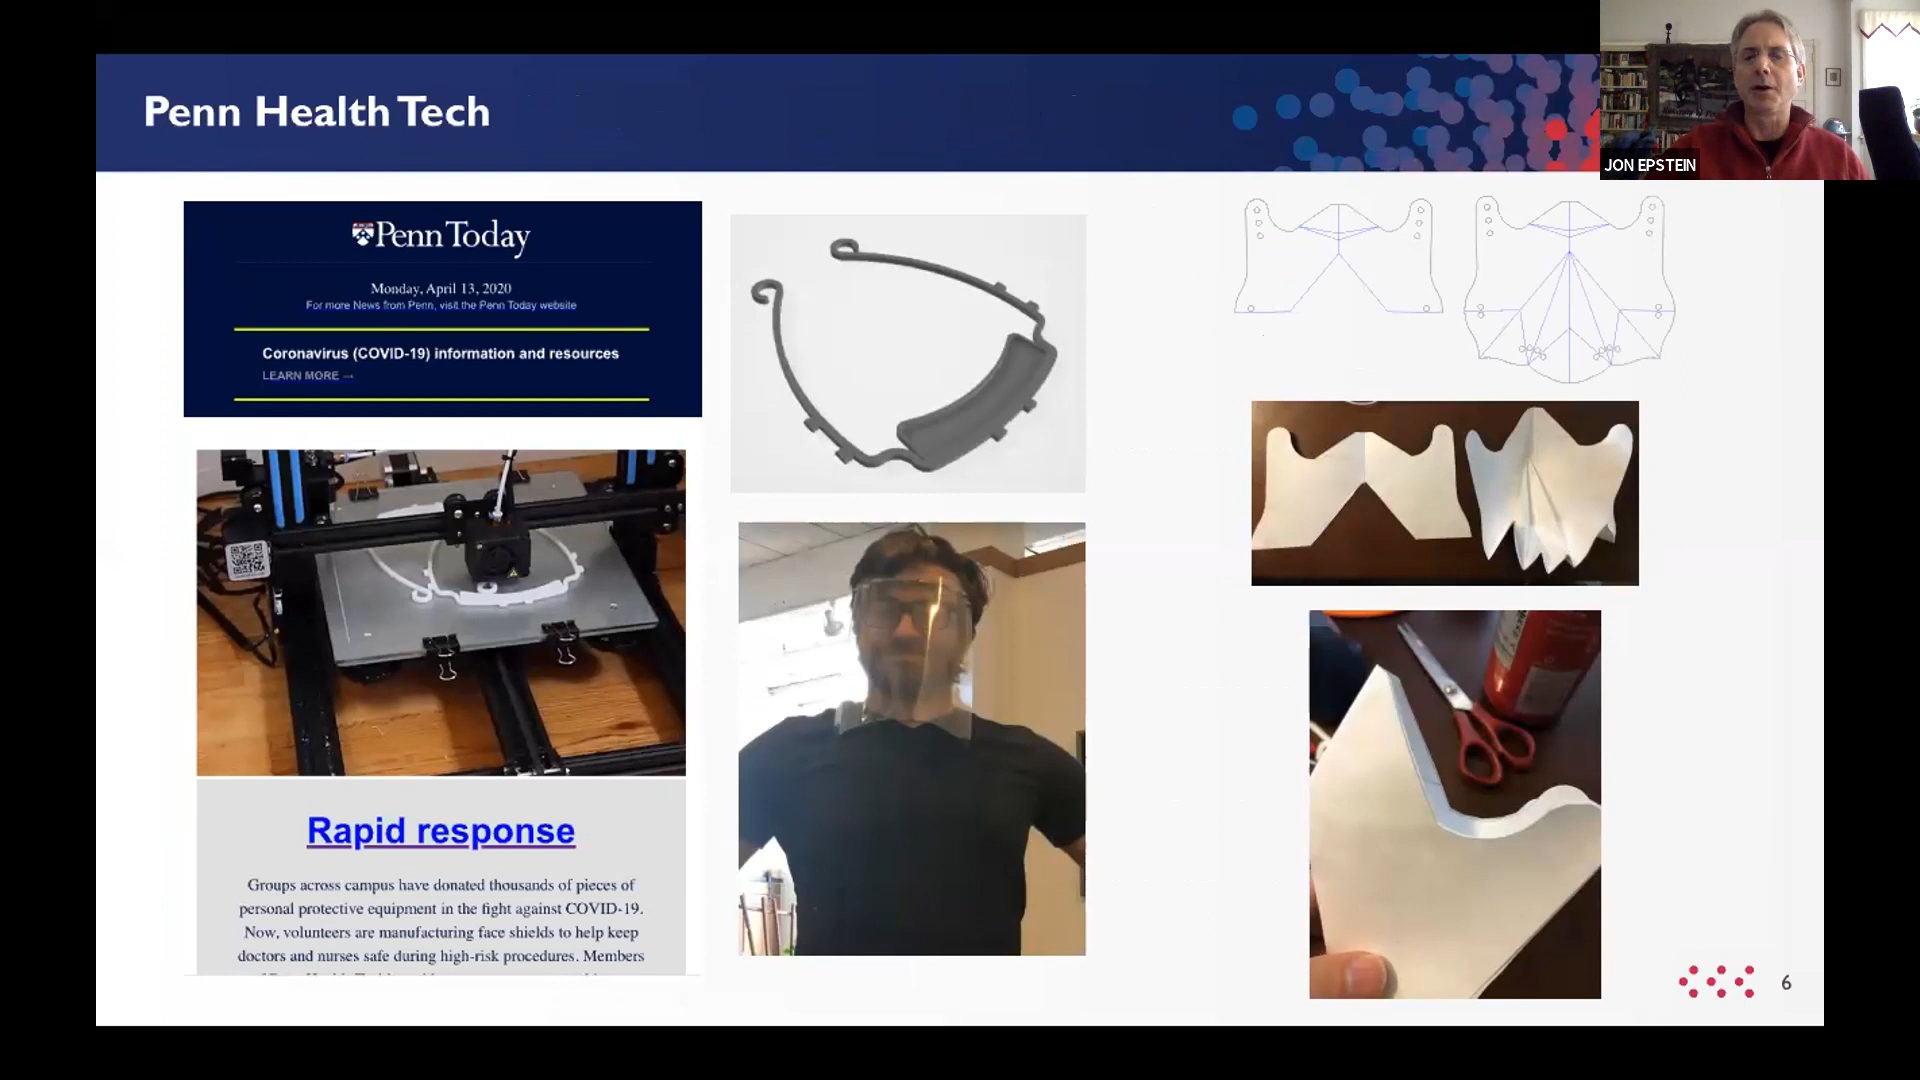 Penn Health Tech
JON EPSTEIN
Penn Today
Monday, April 13, 2020
For more News from Penn, visit the Penn Today website
Coronavirus (COVID-19) information and resources
LEARN MORE →
Rapid response
Groups across campus have donated thousands of pieces of
personal protective equipment in the fight against COVID-19.
Now, volunteers are manufacturing face shields to help keep
doctors and nurses safe during high-risk procedures. Members
6